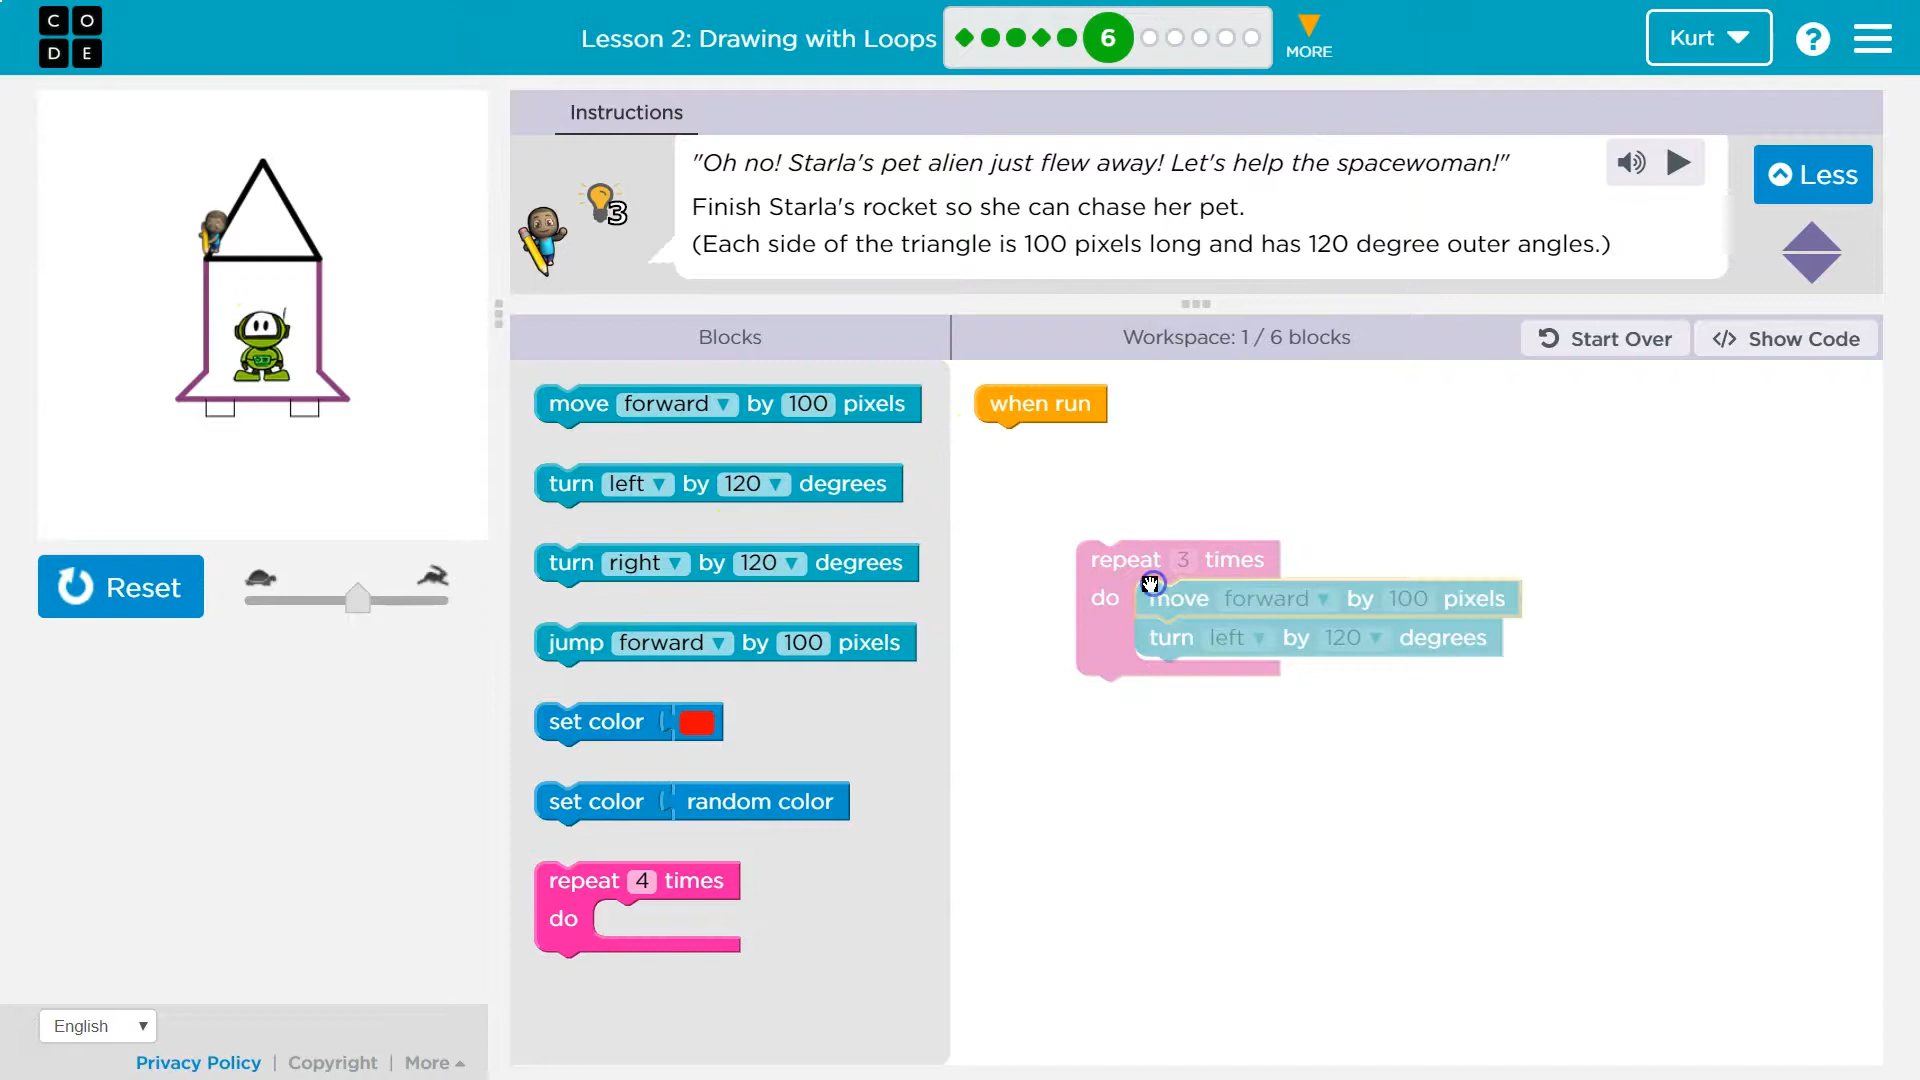 C O
D E
Lesson 2: Drawing with Loops
6
MORE
Kurt
?
Instructions
3
"Oh no! Starla's pet alien just flew away! Let's help the spacewoman!"
Finish Starla's rocket so she can chase her pet.
(Each side of the triangle is 100 pixels long and has 120 degree outer angles.)
Less
Blocks
Workspace: 1 / 6 blocks
Start Over
</> Show Code
move forward by 100 pixels
turn left by 120 degrees
turn right by 120 degrees
jump forward by 100 pixels
set color
set color random color
repeat 4 times
do
when run
repeat 3 times
do move forward by 100 pixels
turn left by 120 degrees
Reset
English
Privacy Policy | Copyright | More